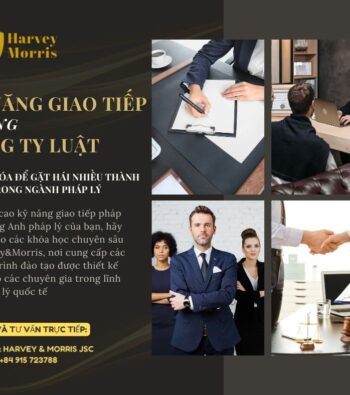 Harvey
Morris
NĂNG GIAO TIẾP
NG
G TY LUẬT
ÓA ĐỂ GẶT HÁI NHIỀU THÀNH
RONG NGÀNH PHÁP LÝ
cao kỹ năng giao tiếp pháp
ng Anh pháp lý của bạn, hãy
o các khóa học chuyên sâu
y&Morris, nơi cung cấp các
rình đào tạo được thiết kế
o các chuyên gia trong lĩnh
lý quốc tế
VÀ TƯ VẤN TRỰC TIẾP:
: HARVEY & MORRIS JSC
+84 915 723788